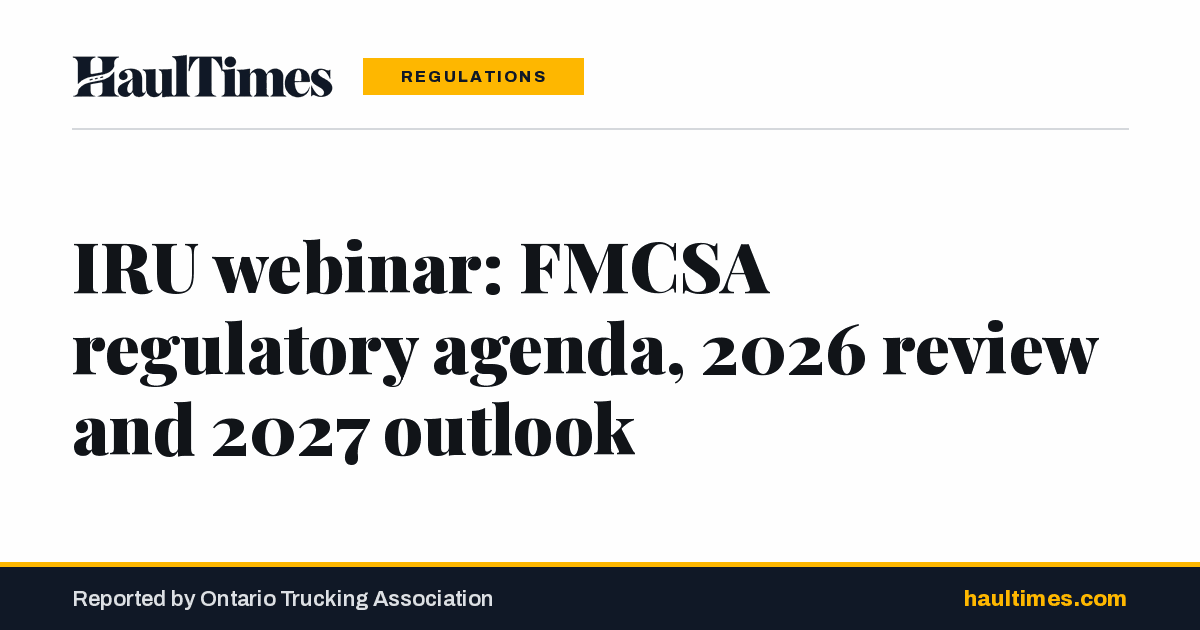 HaulTimes
REGULATIONS
IRU webinar: FMCSA
regulatory agenda, 2026 review
and 2027 outlook
Reported by Ontario Trucking Association
haultimes.com